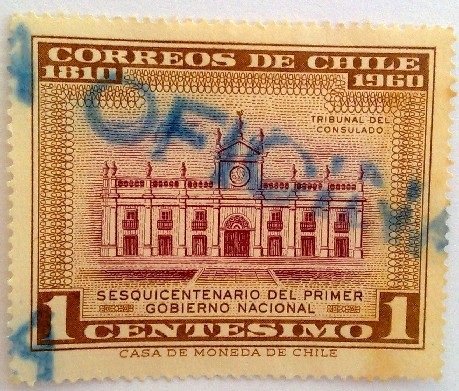 CORREOS DE CHILE
1810 1960
TRIBUNAL DEL
CONSULADO
OFICIAL
SESQUICENTENARIO DEL PRIMER
GOBIERNO NACIONAL
1 CENTESIMO 1
CASA DE MONEDA DE CHILE